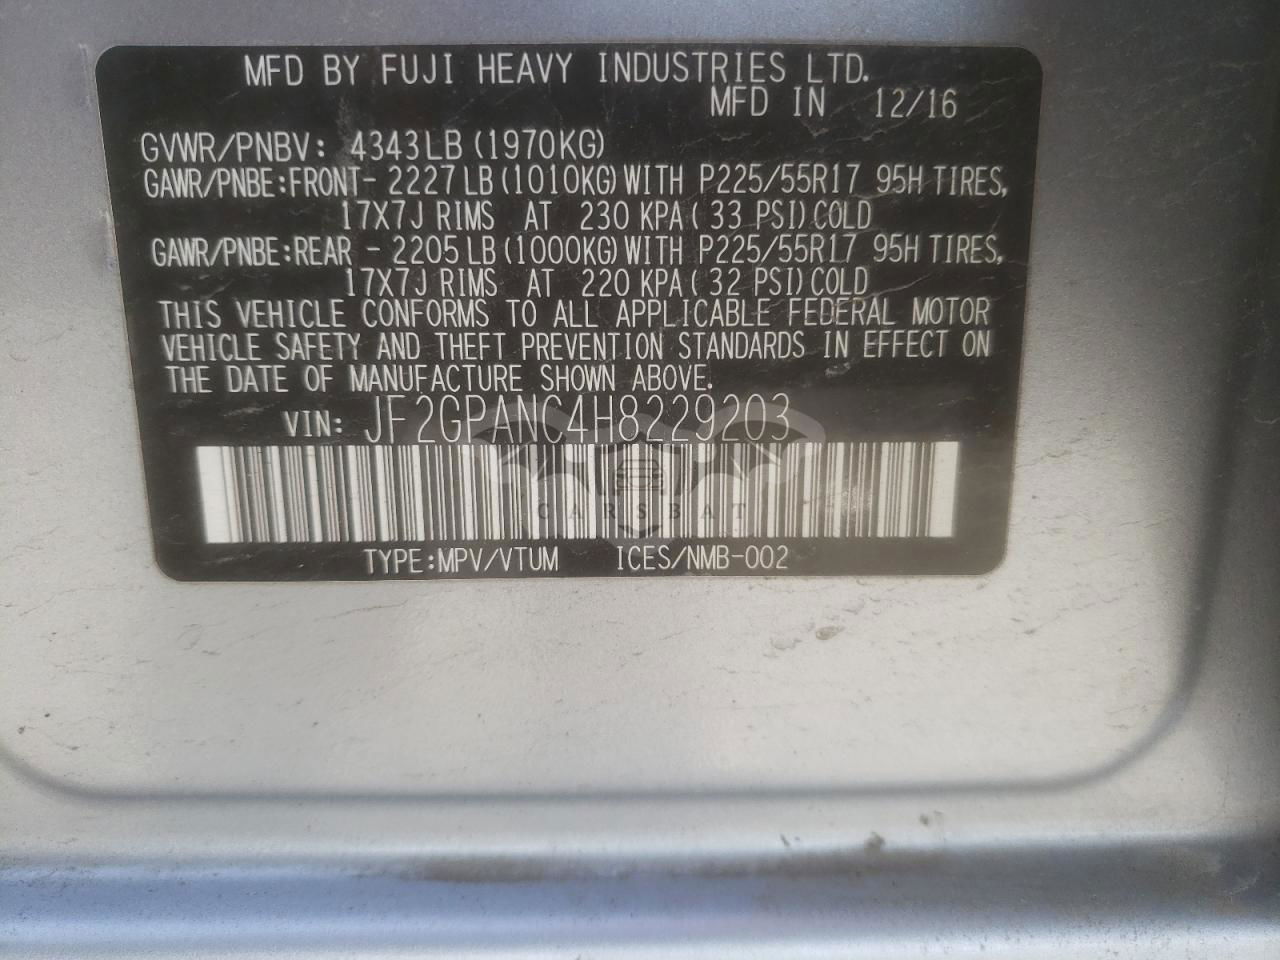 MFD BY FUJI HEAVY INDUSTRIES LTD.
MFD IN 12/16
GVWR/PNBV: 4343LB (1970KG)
GAWR/PNBE:FRONT- 2227LB (1010KG) WITH P225/55R17 95H TIRES,
17X7J RIMS AT 230 KPA( 33 PSI) COLD
GAWR/PNBE:REAR - 2205LB (1000KG) WITH P225/55R17 95H TIRES,
17X7J RIMS AT 220 KPA( 32 PSI) COLD
THIS VEHICLE CONFORMS TO ALL APPLICABLE FEDERAL MOTOR
VEHICLE SAFETY AND THEFT PREVENTION STANDARDS IN EFFECT ON
THE DATE OF MANUFACTURE SHOWN ABOVE.
VIN: JF2GPANC4H8229203
CARSBAT
TYPE:MPV/VTUM ICES/NMB-002